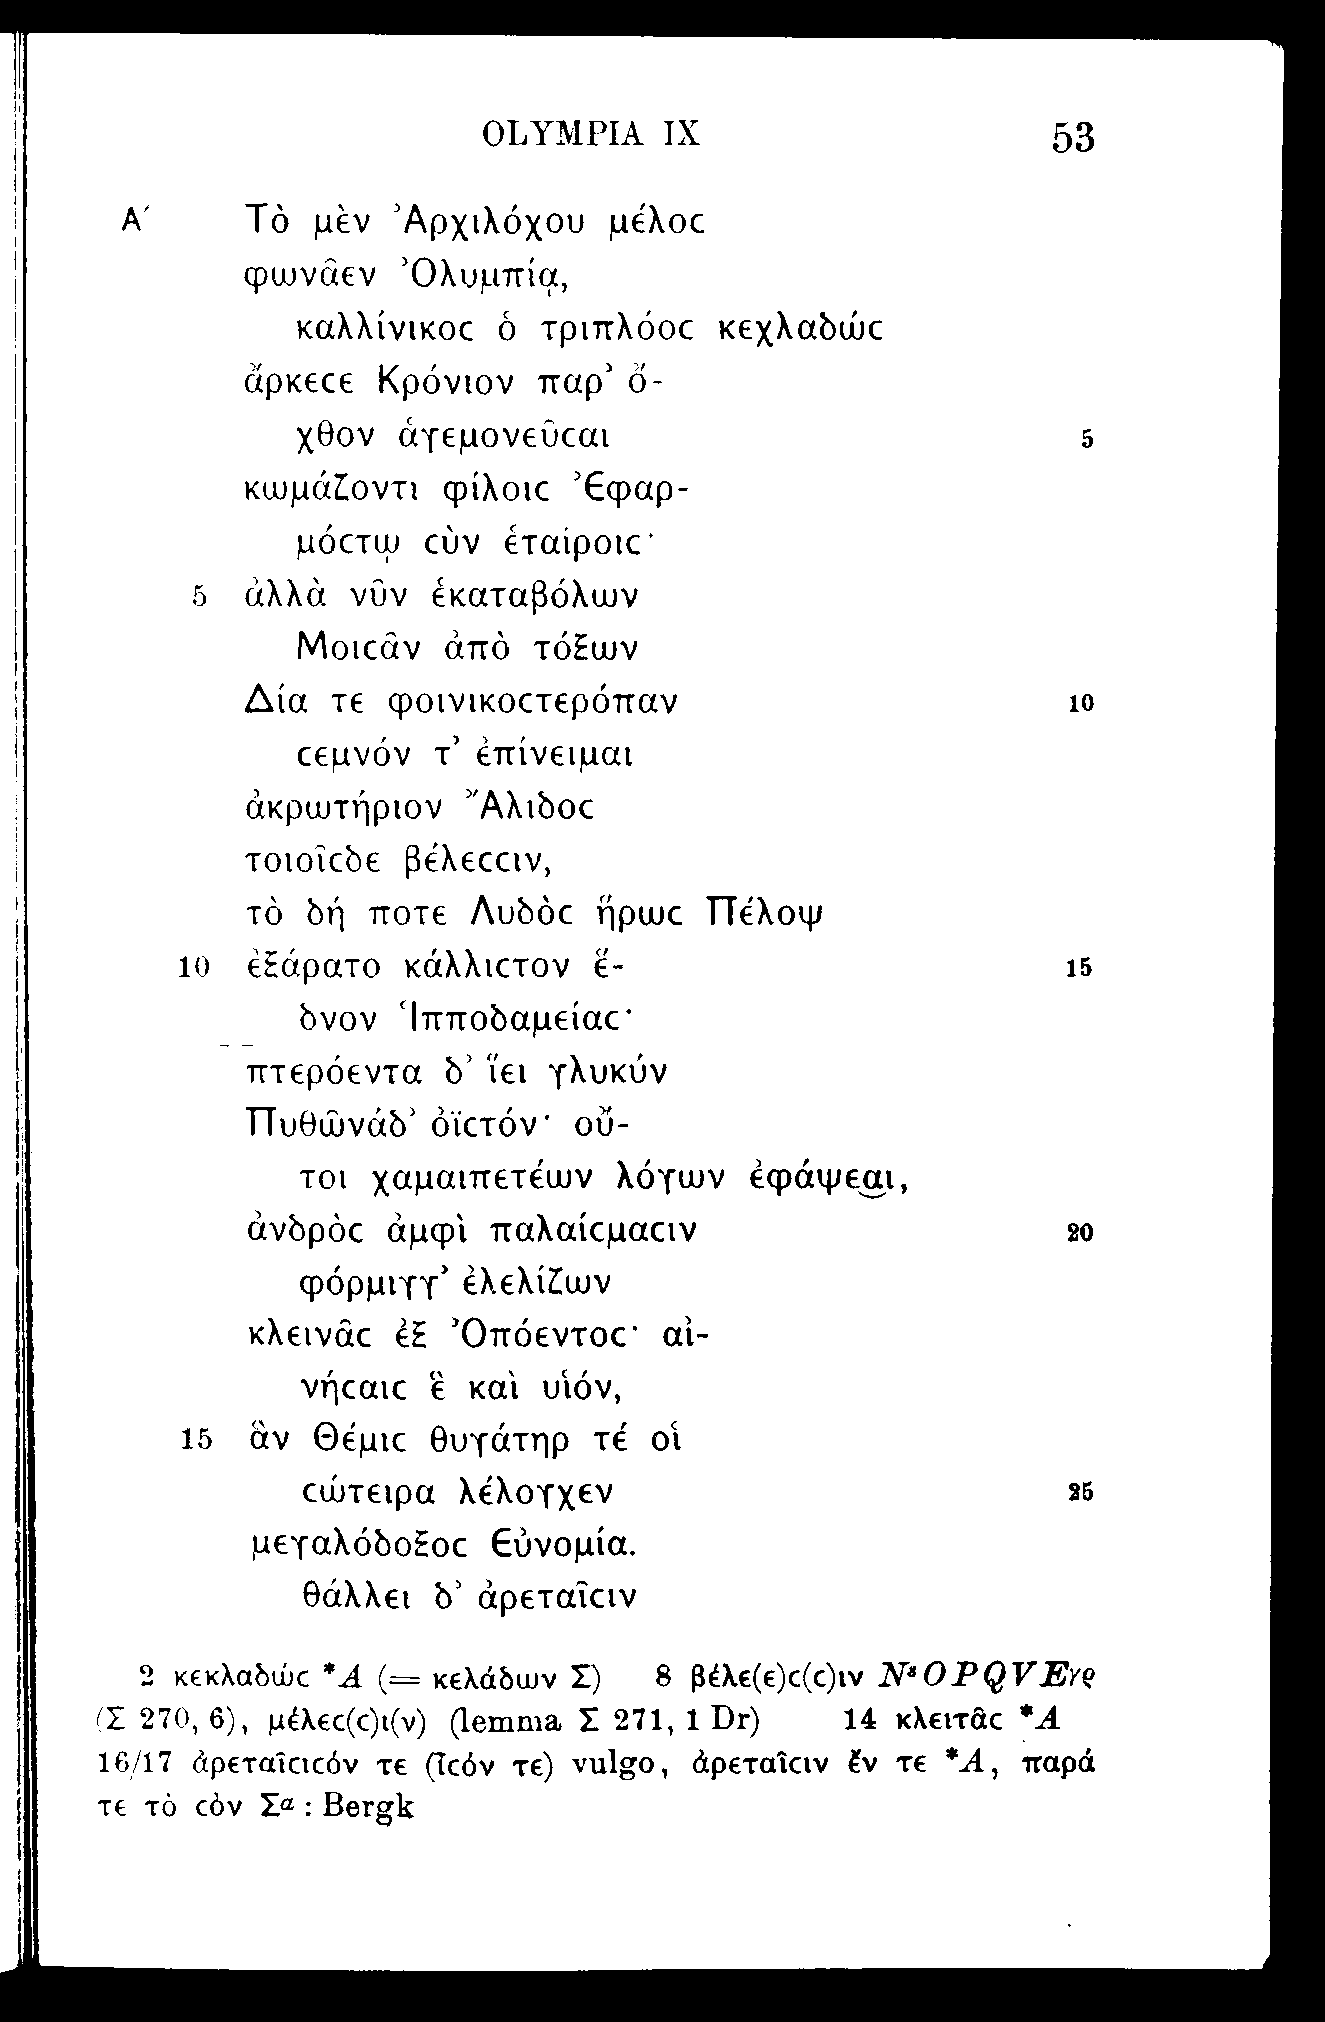 OLYMPIA IX 53
Α´ Τὸ μὲν Ἀρχιλόχου μέλοϲ
φωνᾶεν Ὀλυμπίᾳ,
καλλίνικοϲ ὁ τριπλόοϲ κεχλαδώϲ
ἄρκεϲε Κρόνιον παρ’ ὄ-
χθον ἁγεμονεῦϲαι 5
κωμάζοντι φίλοιϲ Ἐφαρ-
μόϲτῳ ϲὺν ἑταίροιϲ·
5 ἀλλὰ νῦν ἑκαταβόλων
Μοιϲᾶν ἀπὸ τόξων
Δία τε φοινικοϲτερόπαν 10
ϲεμνόν τ’ ἐπίνειμαι
ἀκρωτήριον Ἄλιδοϲ
τοιοῖϲδε βέλεϲϲιν,
τὸ δή ποτε Λυδὸϲ ἥρωϲ Πέλοψ
10 ἐξάρατο κάλλιϲτον ἕ- 15
δνον Ἱπποδαμείαϲ·
πτερόεντα δ’ ἵει γλυκύν
Πυθῶνάδ’ ὀϊϲτόν· οὔ-
τοι χαμαιπετέων λόγων ἐφάψεαι,
ἀνδρὸϲ ἀμφὶ παλαίϲμαϲιν 20
φόρμιγγ’ ἐλελίζων
κλεινᾶϲ ἐξ Ὀπόεντοϲ· αἰ-
νήϲαιϲ ἓ καὶ υἱόν,
15 ἃν Θέμιϲ θυγάτηρ τέ οἱ
ϲώτειρα λέλογχεν 25
μεγαλόδοξοϲ Εὐνομία.
θάλλει δ’ ἀρεταῖϲιν
2 κεκλαδώϲ *A (= κελάδων Σ) 8 βέλε(ε)ϲ(ϲ)ιν NˢOPQVEγρ
(Σ 270, 6), μέλεϲ(ϲ)ι(ν) (lemma Σ 271, 1 Dr) 14 κλειτᾶϲ *A
16/17 ἀρεταῖϲιϲόν τε (ῖϲόν τε) vulgo, ἀρεταῖϲιν ἔν τε *A, παρά
τε τὸ ϲὸν Σᵃ : Bergk